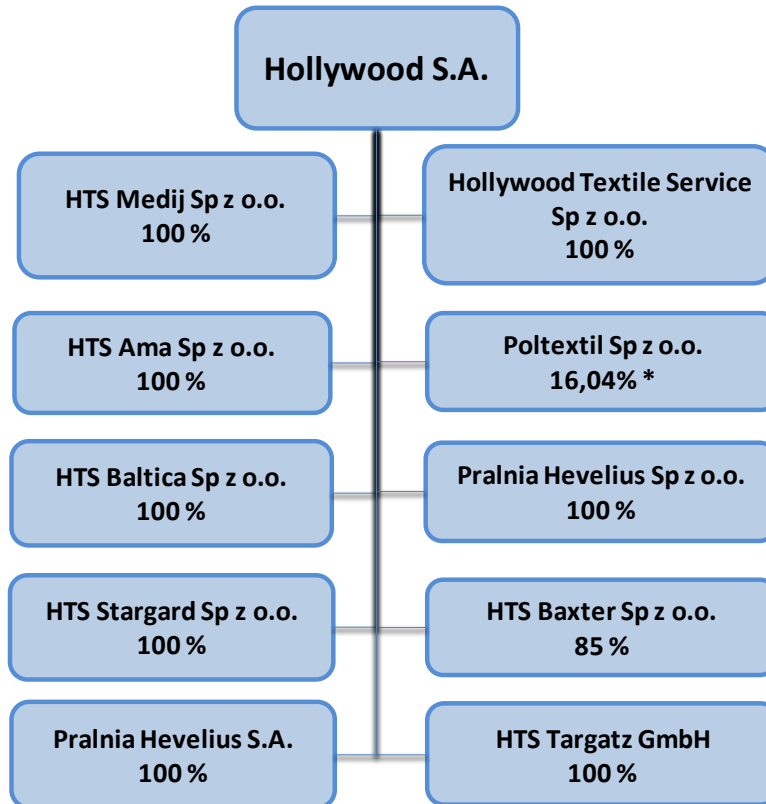 Hollywood S.A.
HTS Medij Sp z o.o.
100 %
Hollywood Textile Service
Sp z o.o.
100 %
HTS Ama Sp z o.o.
100 %
Poltextil Sp z o.o.
16,04% *
HTS Baltica Sp z o.o.
100 %
Pralnia Hevelius Sp z o.o.
100 %
HTS Stargard Sp z o.o.
100 %
HTS Baxter Sp z o.o.
85 %
Pralnia Hevelius S.A.
100 %
HTS Targatz GmbH
100 %